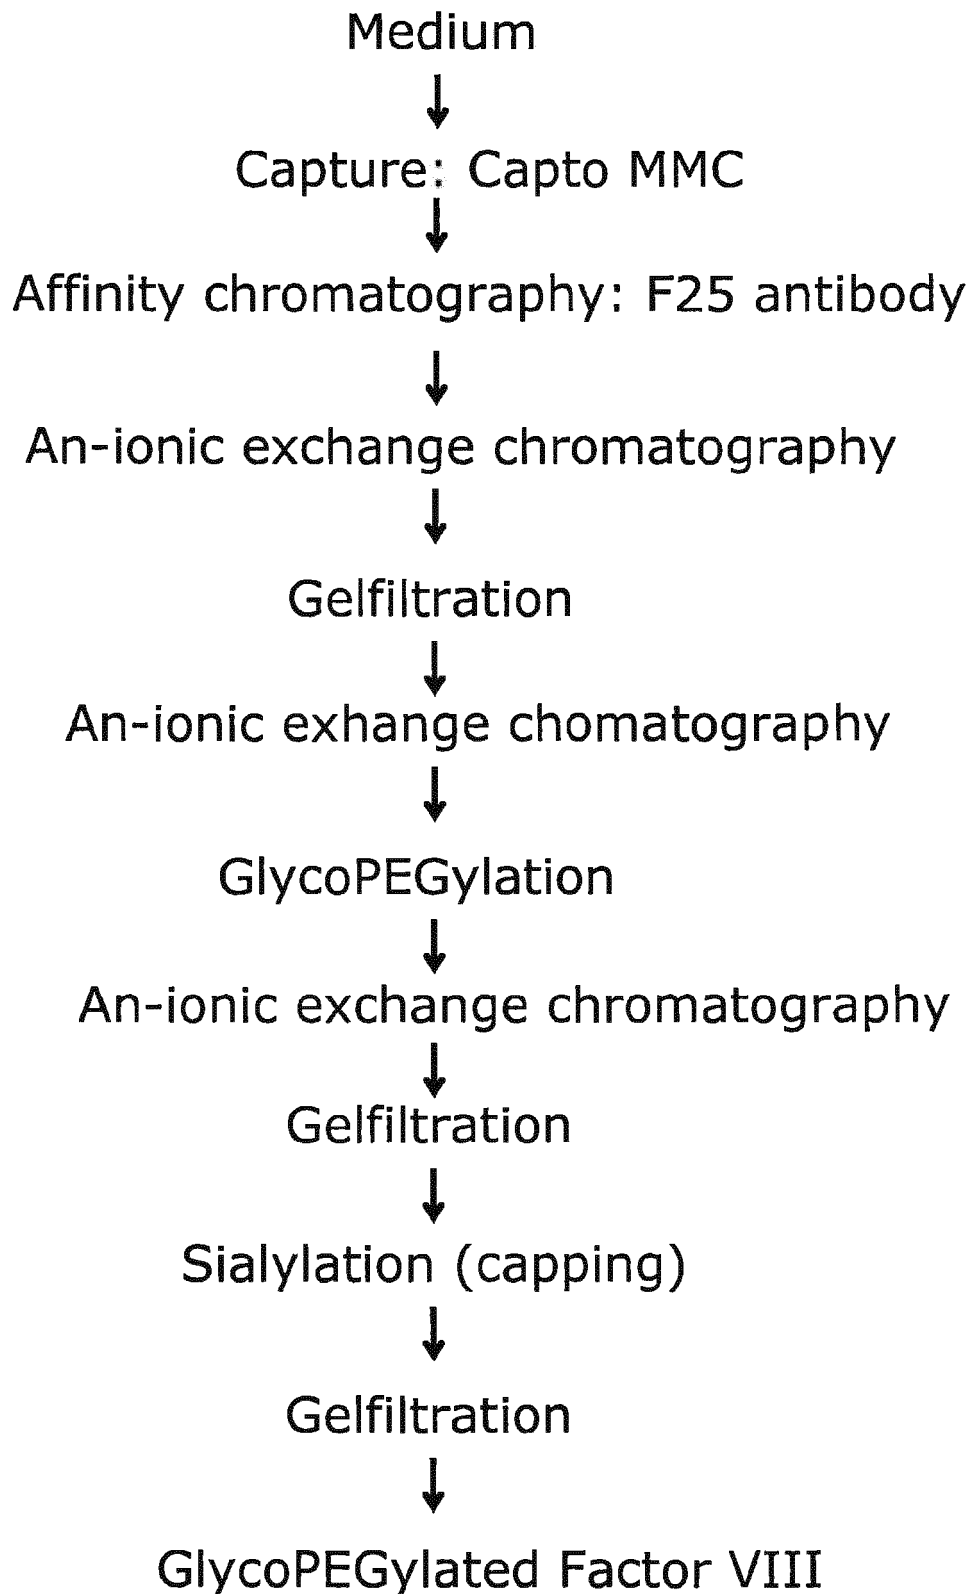 Medium
Capture: Capto MMC
Affinity chromatography: F25 antibody
An-ionic exchange chromatography
Gelfiltration
An-ionic exhange chomatography
GlycoPEGylation
An-ionic exchange chromatography
Gelfiltration
Sialylation (capping)
Gelfiltration
GlycoPEGylated Factor VIII